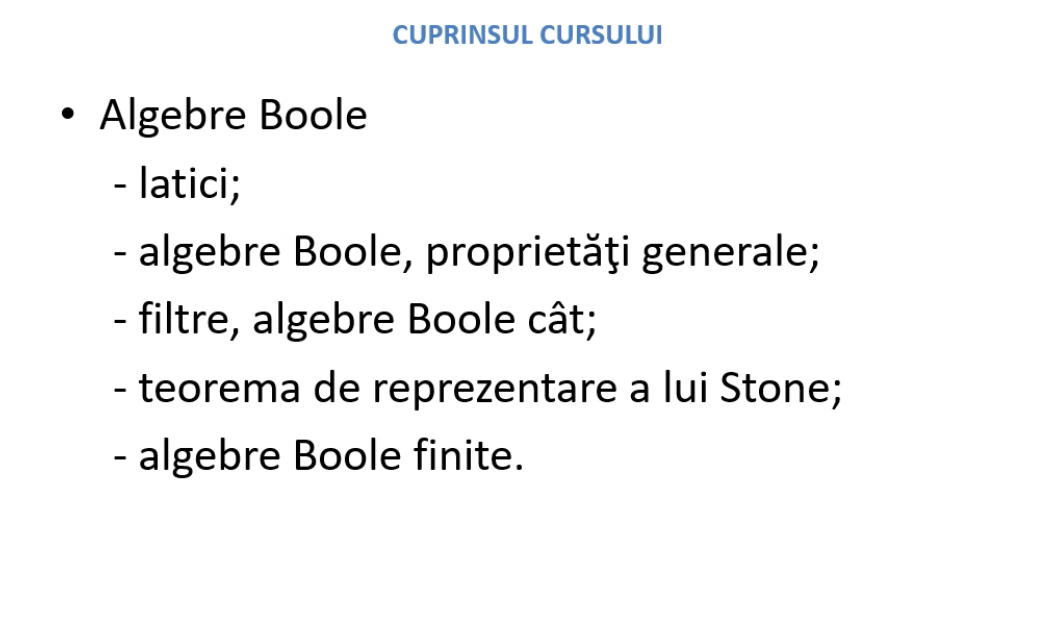 CUPRINSUL CURSULUI
• Algebre Boole
- latici;
- algebre Boole, proprietăţi generale;
- filtre, algebre Boole cât;
- teorema de reprezentare a lui Stone;
- algebre Boole finite.